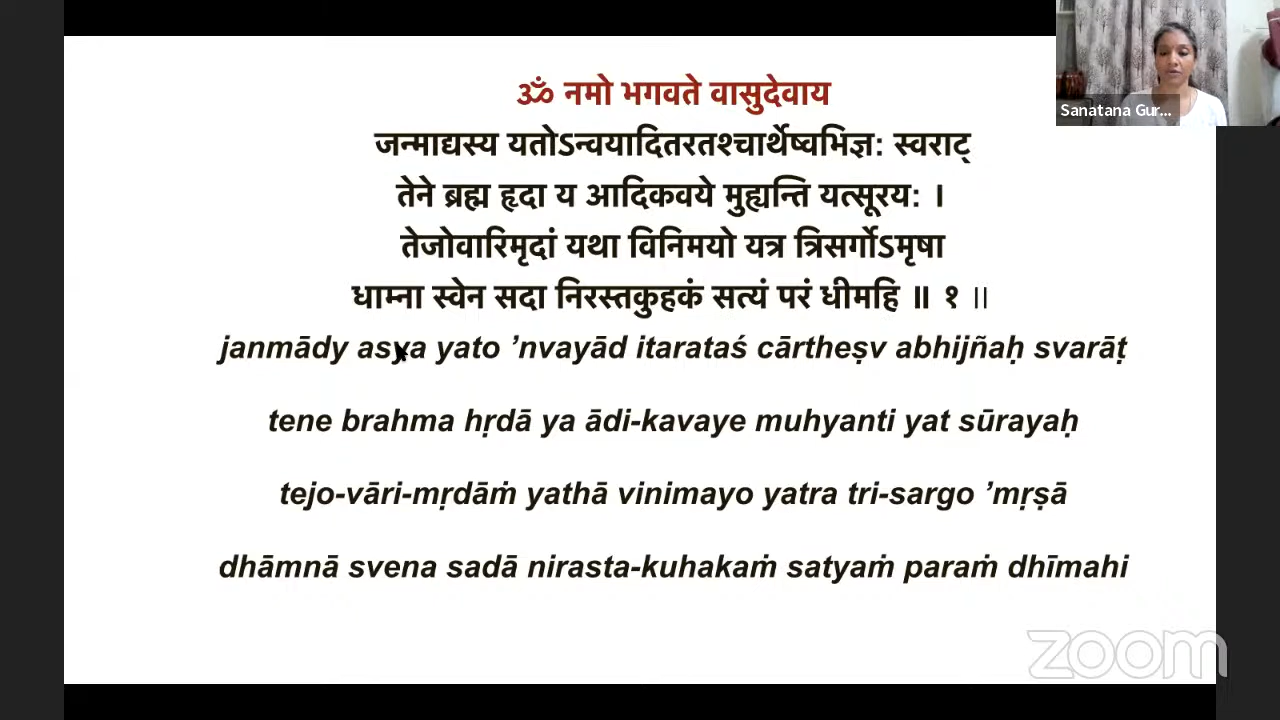 ॐ नमो भगवते वासुदेवाय
जन्माद्यस्य यतोऽन्वयादितरतश्चार्थेष्वभिज्ञ: स्वराट्
तेने ब्रह्म हृदा य आदिकवये मुह्यन्ति यत्सूरय: ।
तेजोवारिमृदां यथा विनिमयो यत्र त्रिसर्गोऽमृषा
धाम्ना स्वेन सदा निरस्तकुहकं सत्यं परं धीमहि ॥ १ ॥
janmādy asya yato ’nvayād itarataś cārtheṣv abhijñaḥ svarāṭ
tene brahma hṛdā ya ādi-kavaye muhyanti yat sūrayaḥ
tejo-vāri-mṛdāṁ yathā vinimayo yatra tri-sargo ’mṛṣā
dhāmnā svena sadā nirasta-kuhakaṁ satyaṁ paraṁ dhīmahi
Sanatana Gur...
zoom